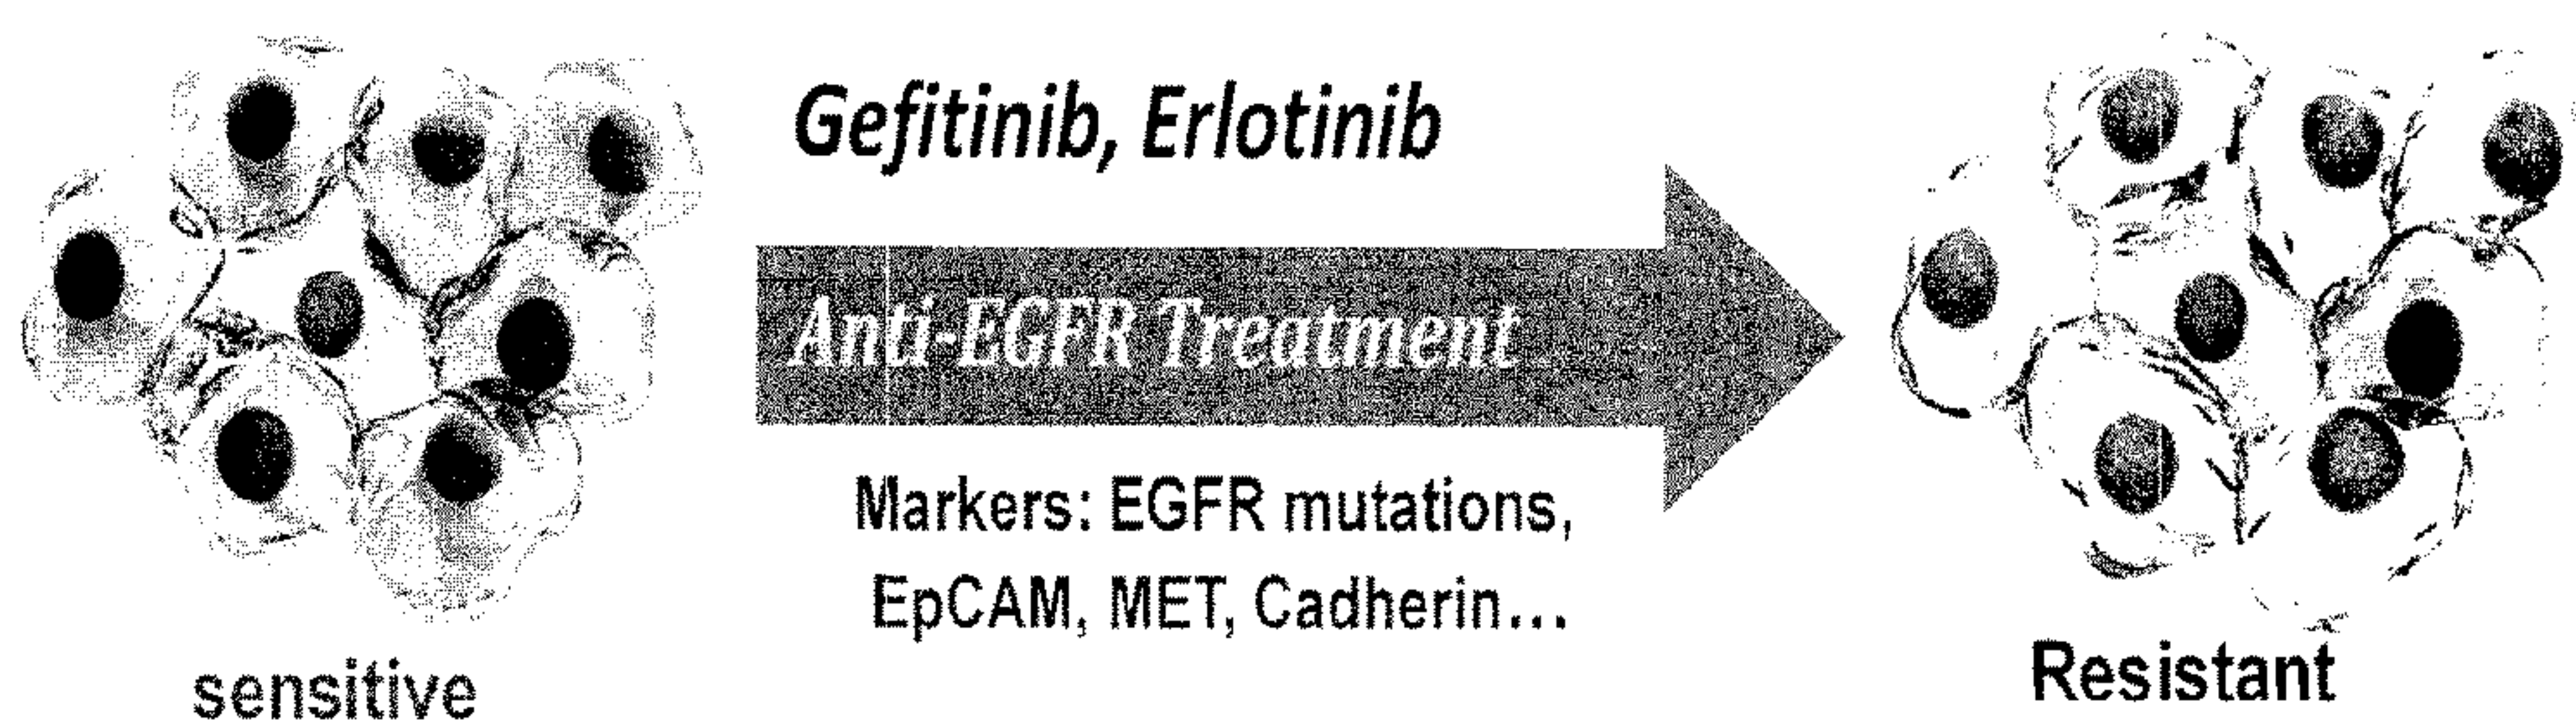 Gefitinib, Erlotinib
Anti-EGFR Treatment
Markers: EGFR mutations,
EpCAM, MET, Cadherin...
sensitive
Resistant